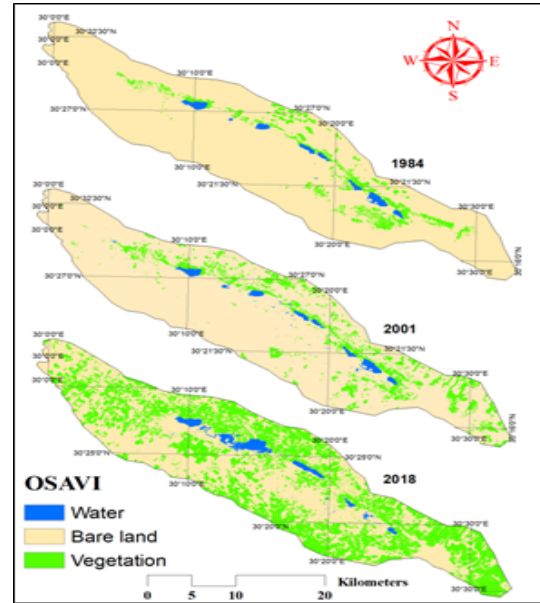 N
W E
S
30°0'0"E
30°22'30"N
30°0'0"E
30°10'0"E
30°27'0"N
30°27'0"N
30°20'0"E
30°10'0"E
1984
30°21'30"N
30°30'0"E
30°20'0"E
30°30'0"E
30°0'0"E
30°22'30"N
30°0'0"E
30°10'0"E
30°27'0"N
30°27'0"N
30°20'0"E
2001
30°10'0"E
30°21'30"N
30°21'30"N
30°30'0"E
30°20'0"E
30°30'0"E
30°0'0"E
30°0'0"E
30°10'0"E
30°20'0"E
30°25'0"N
30°25'0"N
30°10'0"E
2018
30°20'0"N
30°30'0"E
30°20'0"E
30°30'0"E
OSAVI
Water
Bare land
Vegetation
Kilometers
0 5 10 20